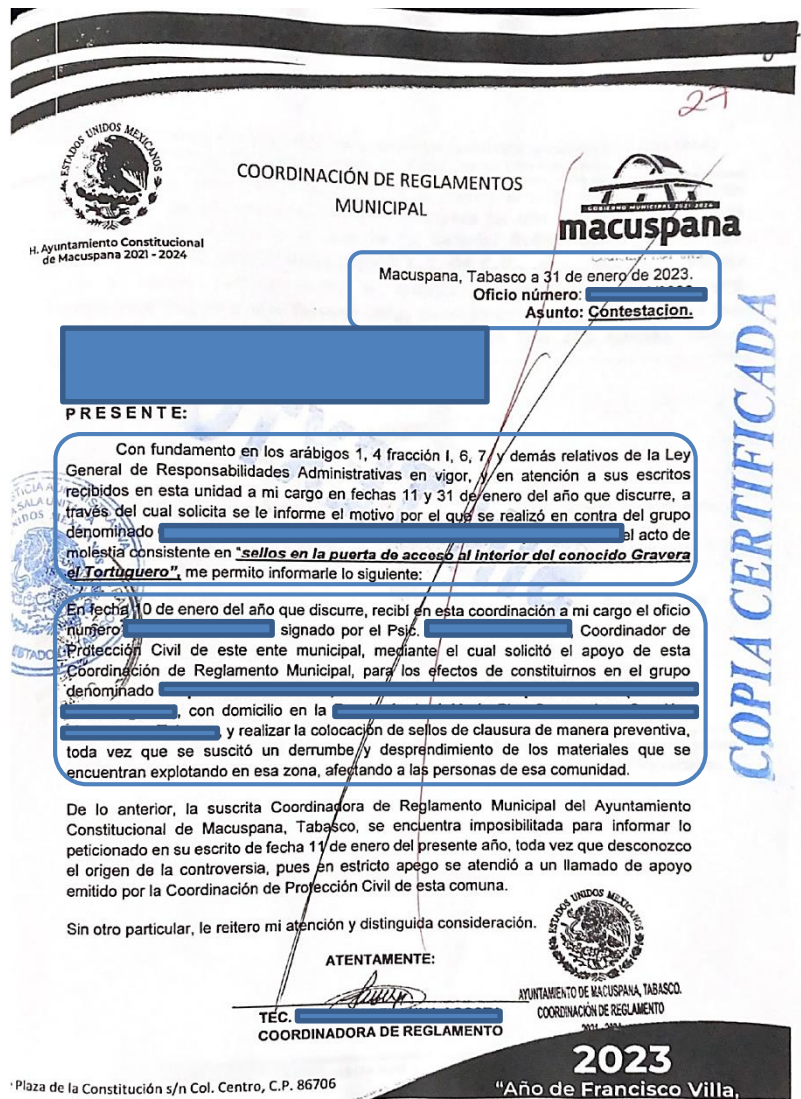 27
ESTADOS UNIDOS MEXICANOS
H. Ayuntamiento Constitucional
de Macuspana 2021 - 2024
COORDINACIÓN DE REGLAMENTOS
MUNICIPAL
GOBIERNO MUNICIPAL 2021-2024
macuspana
Macuspana, Tabasco a 31 de enero de 2023.
Oficio número:
Asunto: Contestacion.
PRESENTE:
Con fundamento en los arábigos 1, 4 fracción I, 6, 7, y demás relativos de la Ley
General de Responsabilidades Administrativas en vigor, y en atención a sus escritos
recibidos en esta unidad a mi cargo en fechas 11 y 31 de enero del año que discurre, a
través del cual solicita se le informe el motivo por el que se realizó en contra del grupo
denominado el acto de
molestia consistente en "sellos en la puerta de acceso al interior del conocido Gravera
el Tortuguero", me permito informarle lo siguiente:
En fecha 10 de enero del año que discurre, recibí en esta coordinación a mi cargo el oficio
número signado por el Psic. , Coordinador de
Protección Civil de este ente municipal, mediante el cual solicitó el apoyo de esta
Coordinación de Reglamento Municipal, para los efectos de constituirnos en el grupo
denominado
, con domicilio en la
, y realizar la colocación de sellos de clausura de manera preventiva,
toda vez que se suscitó un derrumbe y desprendimiento de los materiales que se
encuentran explotando en esa zona, afectando a las personas de esa comunidad.
De lo anterior, la suscrita Coordinadora de Reglamento Municipal del Ayuntamiento
Constitucional de Macuspana, Tabasco, se encuentra imposibilitada para informar lo
peticionado en su escrito de fecha 11 de enero del presente año, toda vez que desconozco
el origen de la controversia, pues en estricto apego se atendió a un llamado de apoyo
emitido por la Coordinación de Protección Civil de esta comuna.
Sin otro particular, le reitero mi atención y distinguida consideración.
ATENTAMENTE:
TEC.
COORDINADORA DE REGLAMENTO
ESTADOS UNIDOS MEXICANOS
AYUNTAMIENTO DE MACUSPANA, TABASCO.
COORDINACIÓN DE REGLAMENTO
2021 - 2024
COPIA CERTIFICADA
Plaza de la Constitución s/n Col. Centro, C.P. 86706
2023
"Año de Francisco Villa,